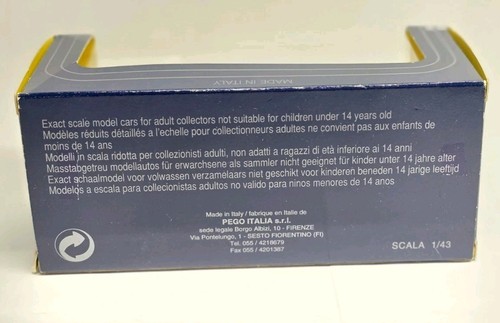 MADE IN ITALY
Exact scale model cars for adult collectors not suitable for children under 14 years old
Modèles réduits détaillés a l'echelle pour collectionneurs adultes ne convient pas aux enfants de
moins de 14 ans
Modelli in scala ridotta per collezionisti adulti, non adatti a ragazzi di età inferiore ai 14 anni
Masstabgetreu modellautos für erwarchsene als sammler nicht geeignet für kinder unter 14 jahre alter
Exact schaalmodel voor volwassen verzamelaars niet geschikt voor kinderen beneden 14 jarige leeftijd
Modelos a escala para collecionistas adultos no valido para ninos menores de 14 anos
Made in Italy / fabrique en Italie de
PEGO ITALIA s.r.l.
sede legale Borgo Albizi, 10 - FIRENZE
Via Pontelungo, 1 - SESTO FIORENTINO (FI)
Tel. 055 / 4218679
Fax 055 / 4201387
SCALA 1/43